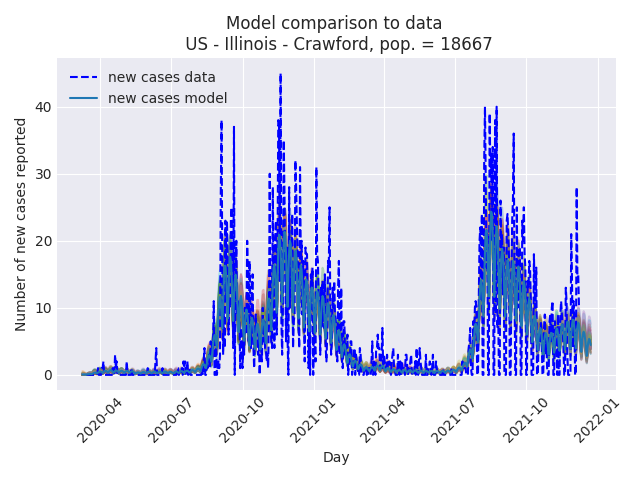 Model comparison to data
US - Illinois - Crawford, pop. = 18667
new cases data
new cases model
Number of new cases reported
40
30
20
10
0
2020-04
2020-07
2020-10
2021-01
2021-04
2021-07
2021-10
2022-01
Day